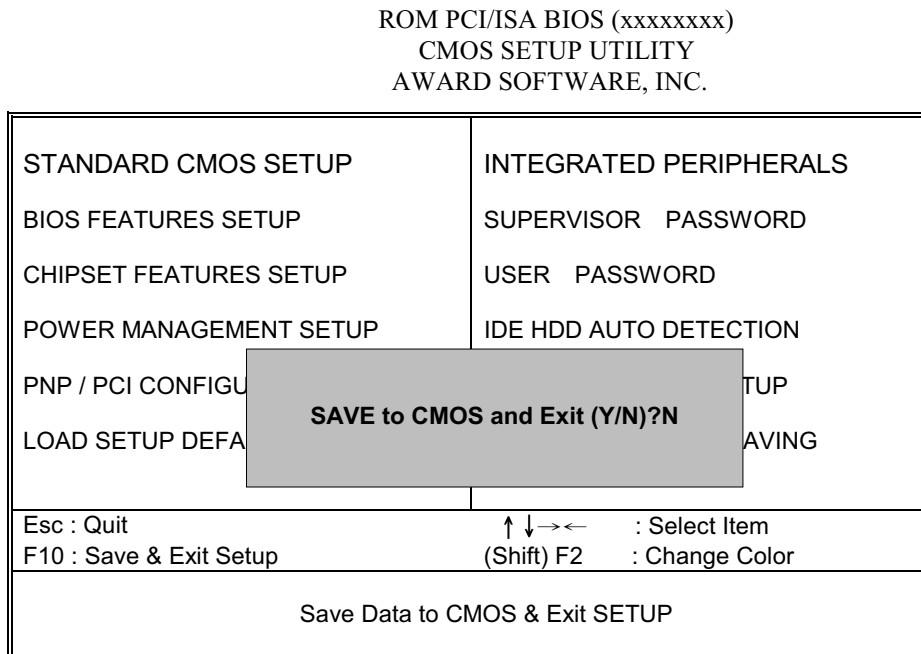 ROM PCI/ISA BIOS (xxxxxxxx)
CMOS SETUP UTILITY
AWARD SOFTWARE, INC.
STANDARD CMOS SETUP
INTEGRATED PERIPHERALS
BIOS FEATURES SETUP
SUPERVISOR PASSWORD
CHIPSET FEATURES SETUP
USER PASSWORD
POWER MANAGEMENT SETUP
IDE HDD AUTO DETECTION
PNP / PCI CONFIGU
TUP
SAVE to CMOS and Exit (Y/N)?N
LOAD SETUP DEFA
AVING
Esc : Quit
↑ ↓→← : Select Item
F10 : Save & Exit Setup
(Shift) F2 : Change Color
Save Data to CMOS & Exit SETUP